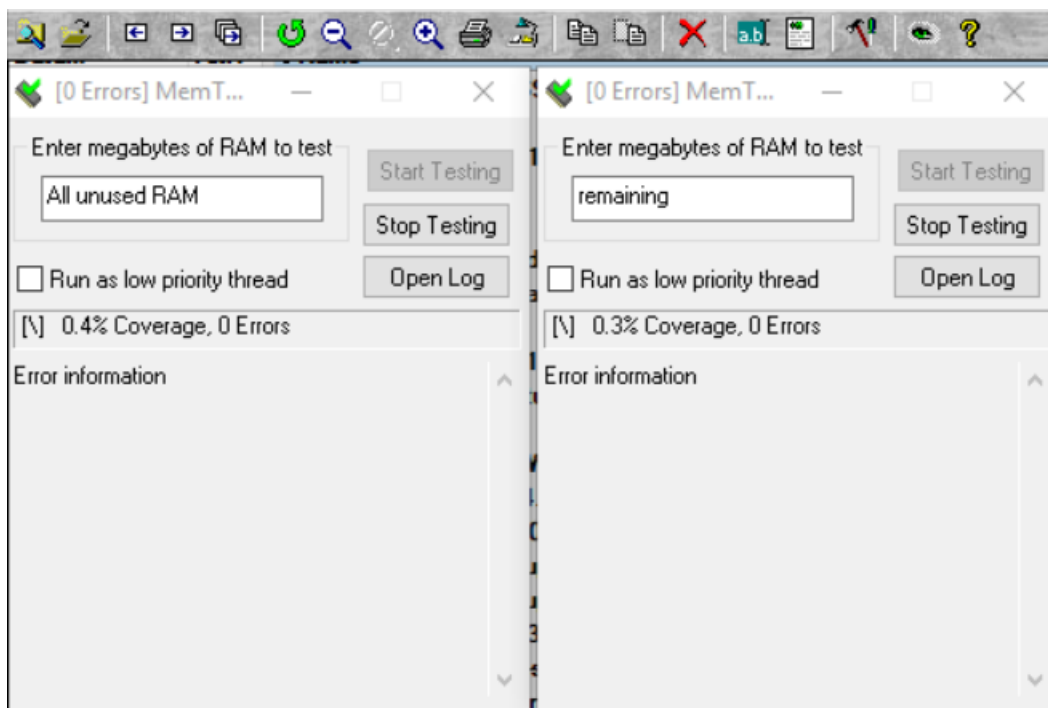 a.b
[0 Errors] MemT...
Enter megabytes of RAM to test
All unused RAM
Start Testing
Stop Testing
Run as low priority thread
Open Log
[\] 0.4% Coverage, 0 Errors
Error information
[0 Errors] MemT...
Enter megabytes of RAM to test
remaining
Start Testing
Stop Testing
Run as low priority thread
Open Log
[\] 0.3% Coverage, 0 Errors
Error information